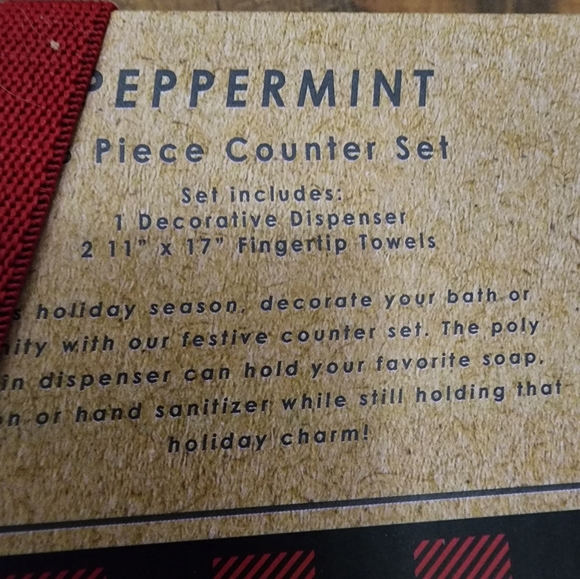 PEPPERMINT
Piece Counter Set
Set includes:
1 Decorative Dispenser
2 11" x 17" Fingertip Towels
s holiday season, decorate your bath or
ity with our festive counter set. The poly
in dispenser can hold your favorite soap,
n or hand sanitizer while still holding that
holiday charm!